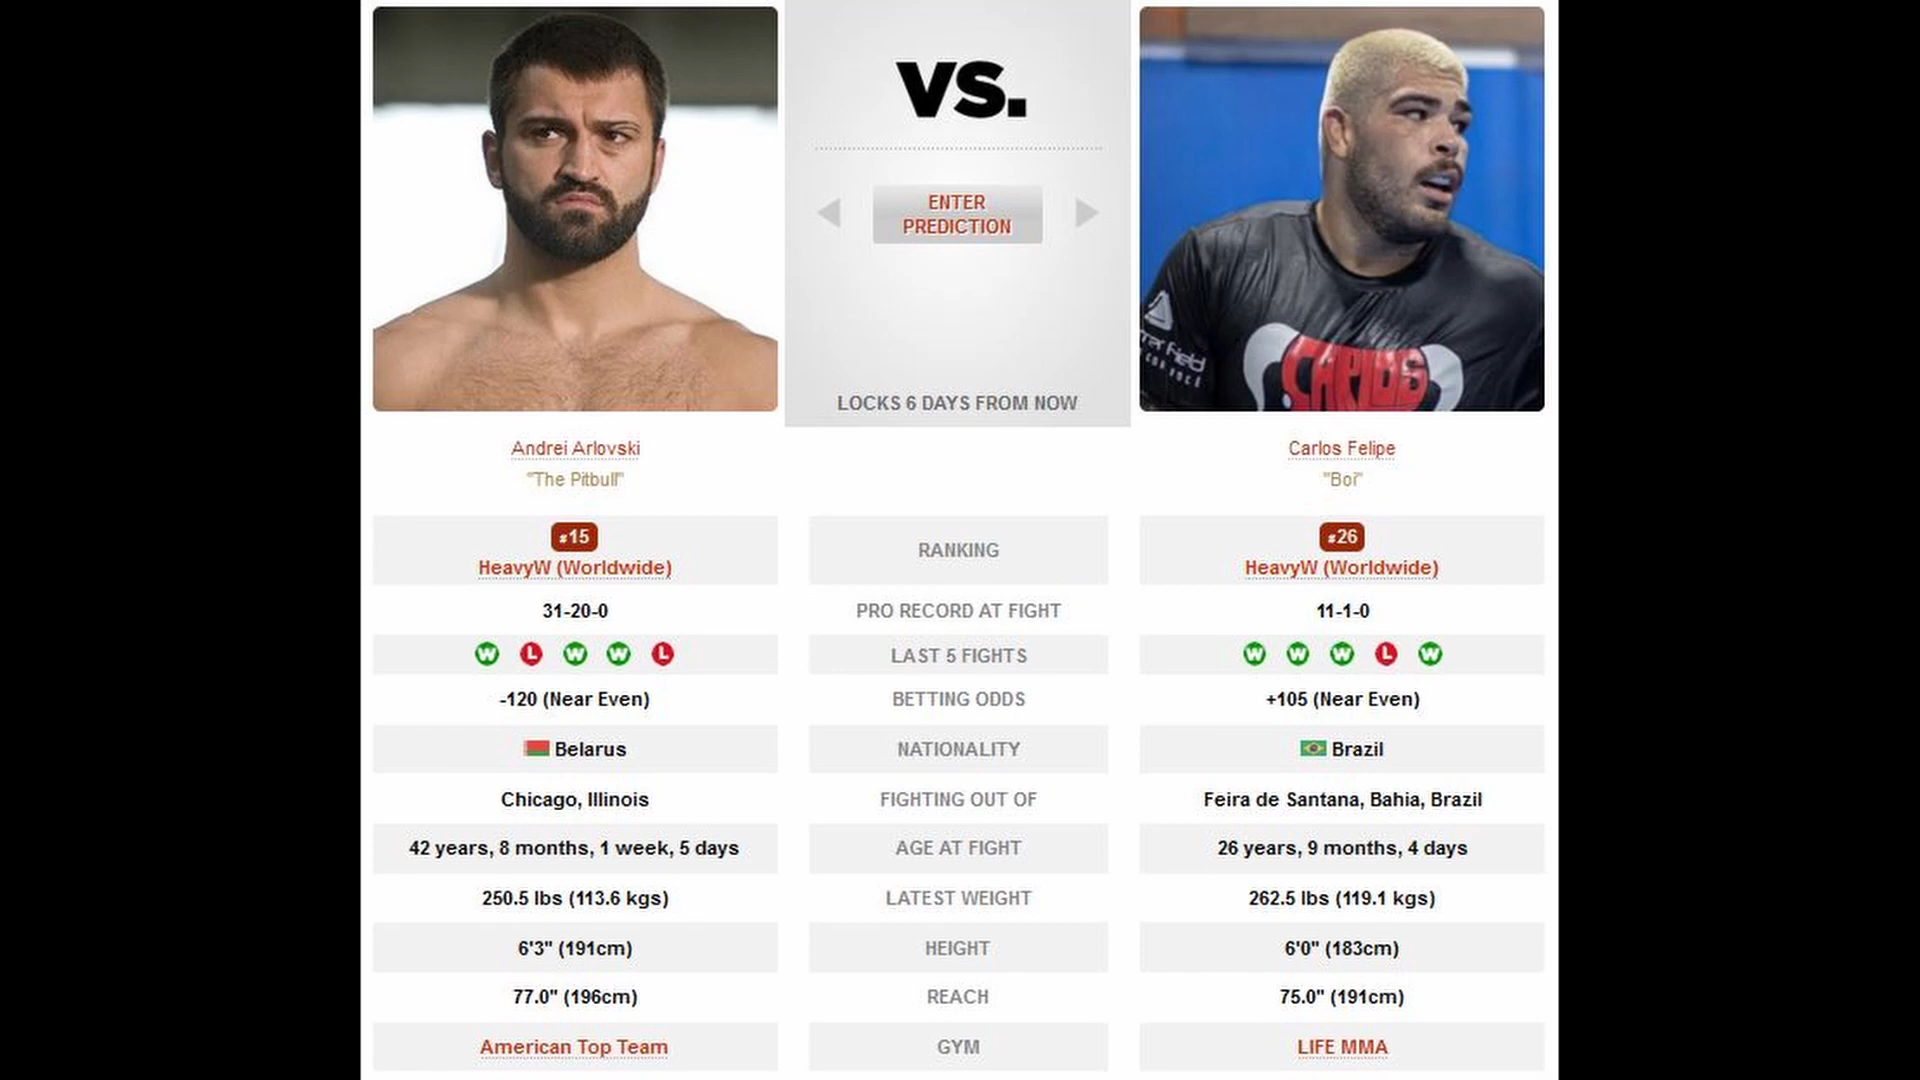 VS.
ENTER
PREDICTION
LOCKS 6 DAYS FROM NOW
CARLOS
Andrei Arlovski
"The Pitbull"
Carlos Felipe
"Boi"
#15
HeavyW (Worldwide)
RANKING
#26
HeavyW (Worldwide)
31-20-0
PRO RECORD AT FIGHT
11-1-0
W L W W L
LAST 5 FIGHTS
W W W L W
-120 (Near Even)
BETTING ODDS
+105 (Near Even)
Belarus
NATIONALITY
Brazil
Chicago, Illinois
FIGHTING OUT OF
Feira de Santana, Bahia, Brazil
42 years, 8 months, 1 week, 5 days
AGE AT FIGHT
26 years, 9 months, 4 days
250.5 lbs (113.6 kgs)
LATEST WEIGHT
262.5 lbs (119.1 kgs)
6'3" (191cm)
HEIGHT
6'0" (183cm)
77.0" (196cm)
REACH
75.0" (191cm)
American Top Team
GYM
LIFE MMA